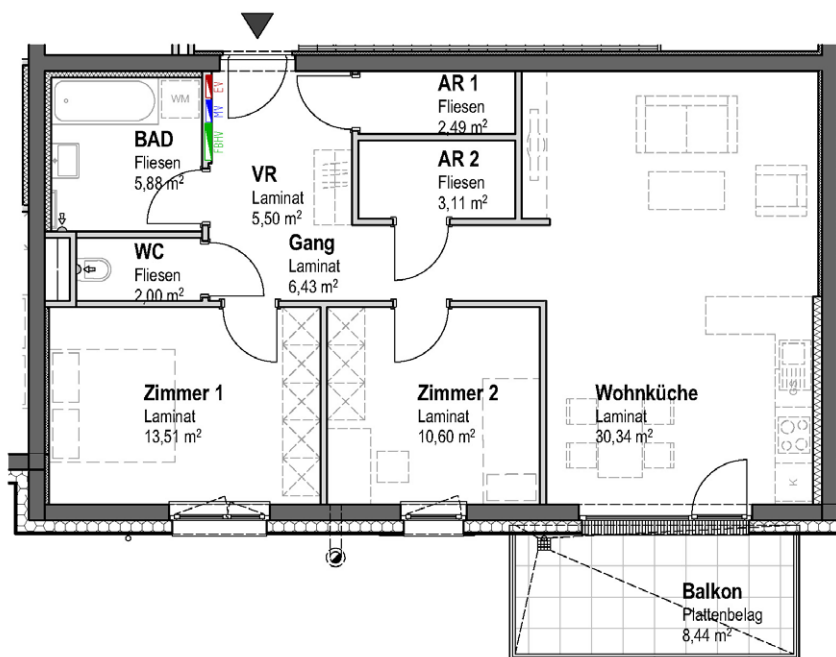 WM
EV
MV
FBHV
BAD
Fliesen
5,88 m²
VR
Laminat
5,50 m²
AR 1
Fliesen
2,49 m²
AR 2
Fliesen
3,11 m²
WC
Fliesen
2,00 m²
Gang
Laminat
6,43 m²
Zimmer 1
Laminat
13,51 m²
Zimmer 2
Laminat
10,60 m²
Wohnküche
Laminat
30,34 m²
GS
K
Balkon
Plattenbelag
8,44 m²